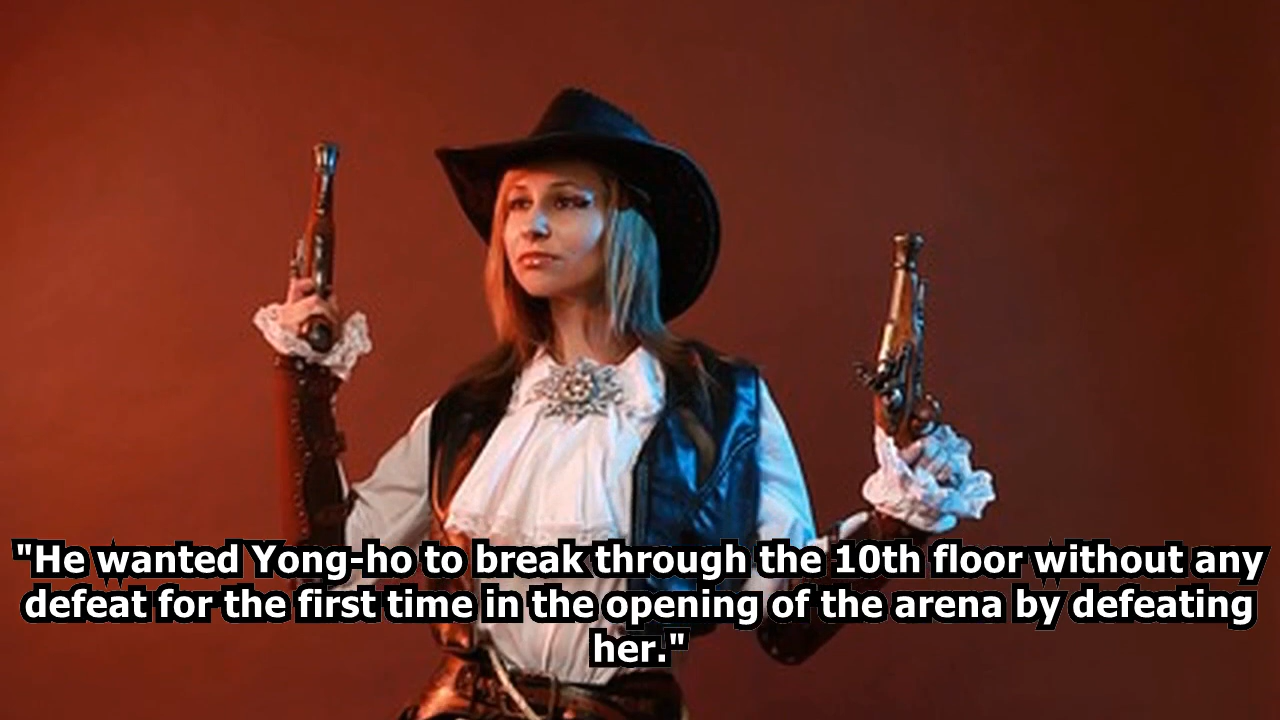 "He wanted Yong-ho to break through the 10th floor without any
defeat for the first time in the opening of the arena by defeating
her."